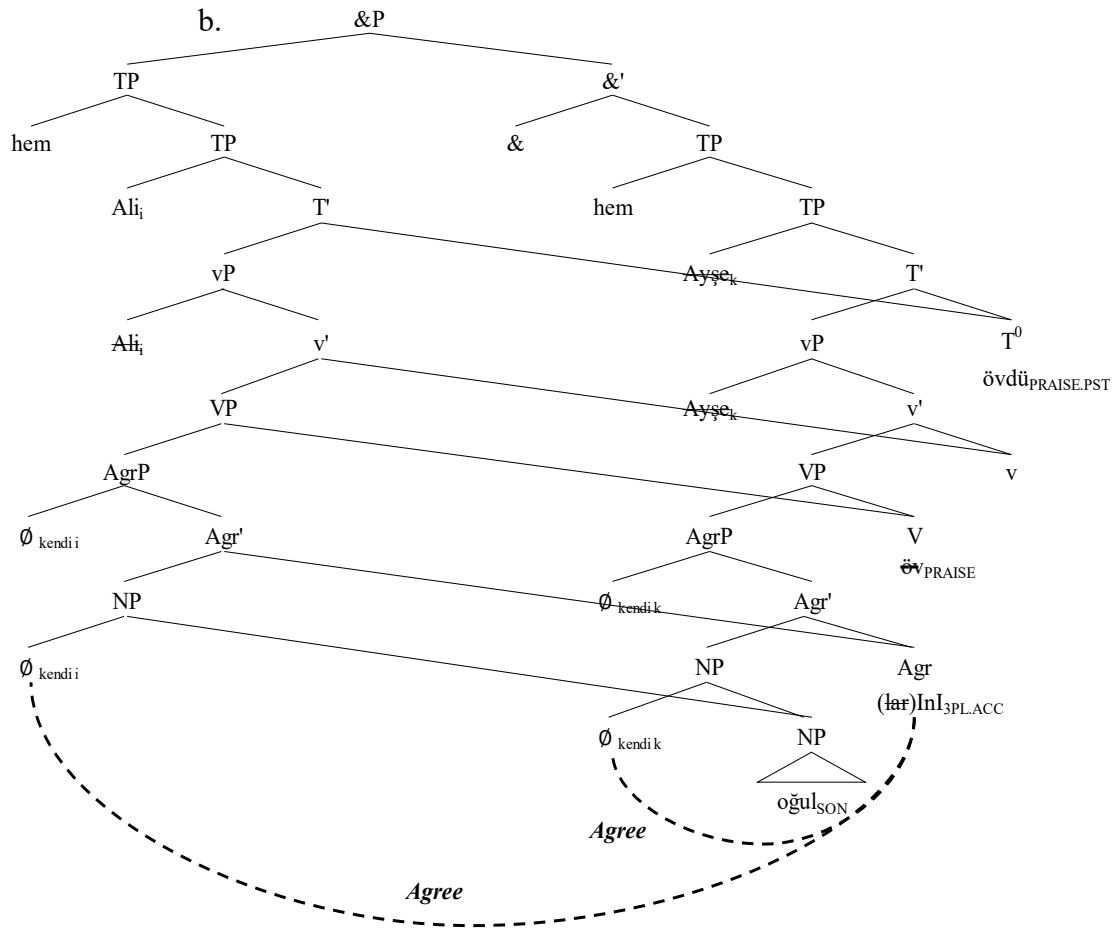 b. &P
TP &'
hem TP & TP
Aliᵢ T' hem TP
vP Ayşeₖ T'
Aliᵢ v' vP T⁰
övdüPRAISE.PST
VP Ayşeₖ v'
AgrP VP v
Ø kendi i Agr' AgrP V
övPRAISE
NP Ø kendi k Agr'
Ø kendi i NP Agr
(lar)InI3PL.ACC
Ø kendi k NP
oğulSON
Agree
Agree